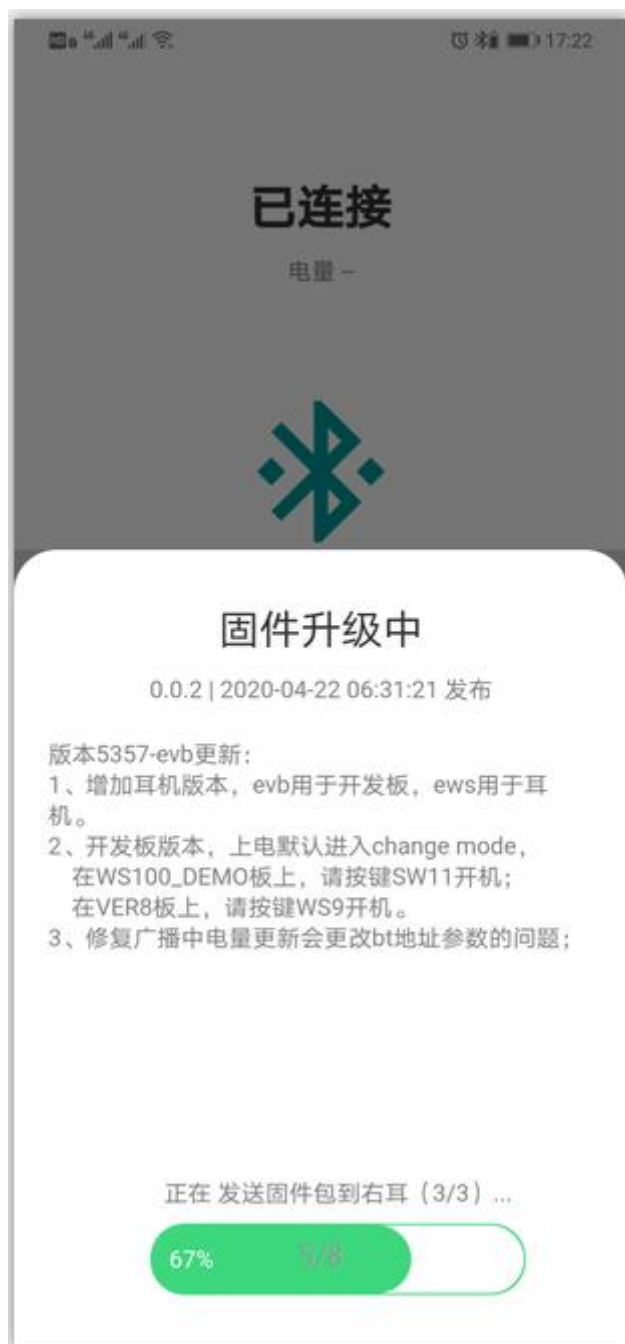 17:22
已连接
电量 --
固件升级中
0.0.2 | 2020-04-22 06:31:21 发布
版本5357-evb更新:
1、增加耳机版本,evb用于开发板,ews用于耳
机。
2、开发板版本,上电默认进入change mode,
在WS100_DEMO板上,请按键SW11开机;
在VER8板上,请按键WS9开机。
3、修复广播中电量更新会更改bt地址参数的问题;
正在 发送固件包到右耳(3/3)...
67% 5/8